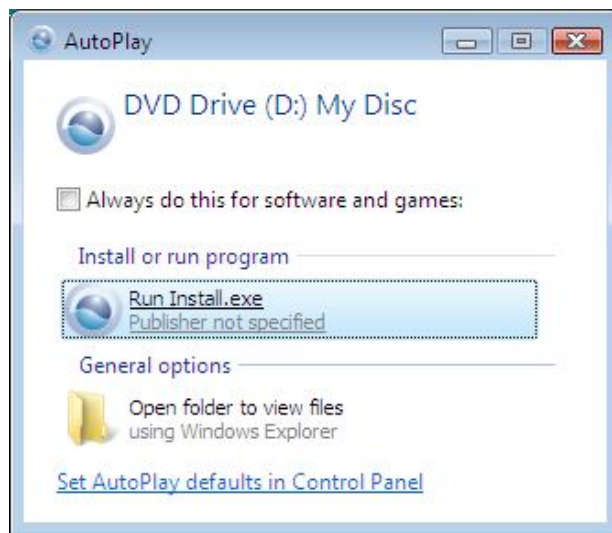 AutoPlay
DVD Drive (D:) My Disc
Always do this for software and games:
Install or run program
Run Install.exe
Publisher not specified
General options
Open folder to view files
using Windows Explorer
Set AutoPlay defaults in Control Panel